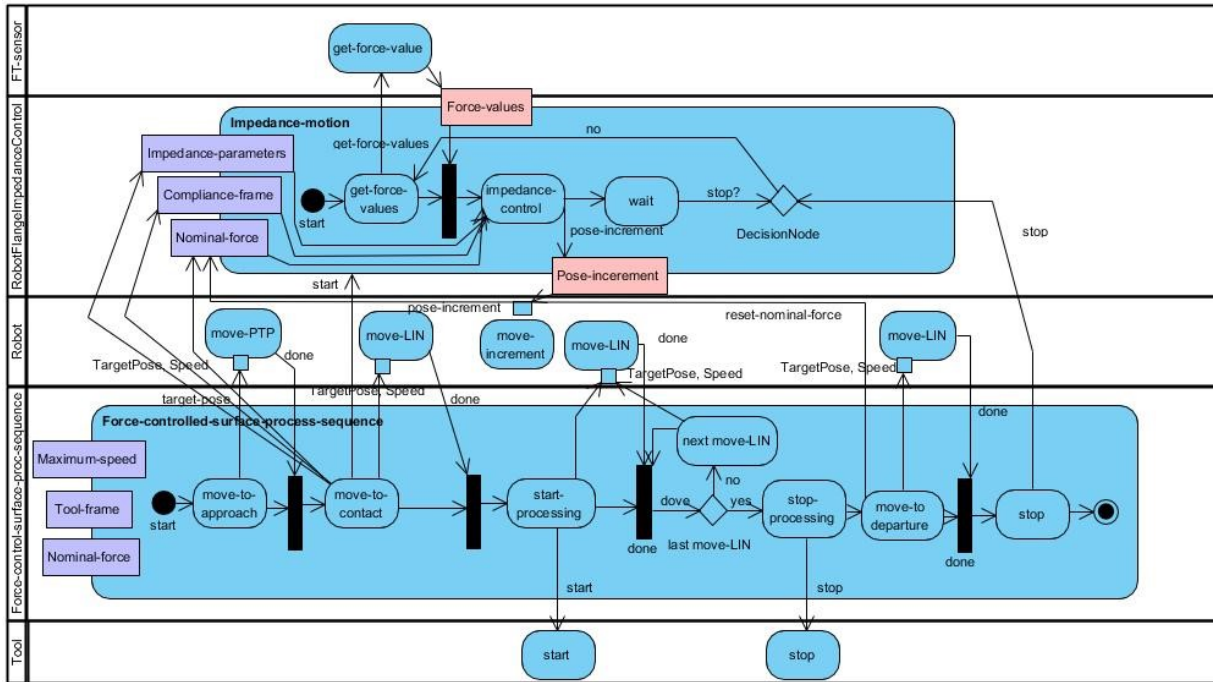 FT-sensor
get-force-value
Force-values
RobotFlangeImpedanceControl
Impedance-motion
no
get-force-values
Impedance-parameters
Compliance-frame
Nominal-force
start
get-force-
values
impedance-
control
wait
stop?
DecisionNode
pose-increment
stop
start
Pose-incerement
Robot
pose-increment
reset-nominal-force
move-PTP
done
move-LIN
move-
increment
move-LIN
done
move-LIN
TargetPose, Speed
TargetPose, Speed
TargetPose, Speed
TargetPose, Speed
target-pose
done
done
Force-control-surface-proc-sequence
Force-controlled-surface-process-sequence
Maximum-speed
Tool-frame
Nominal-force
start
move-to-
approach
move-to-
contact
start-
processing
next move-LIN
no
dove
yes
done
last move-LIN
stop-
processing
move-to
departure
done
stop
start
stop
Tool
start
stop